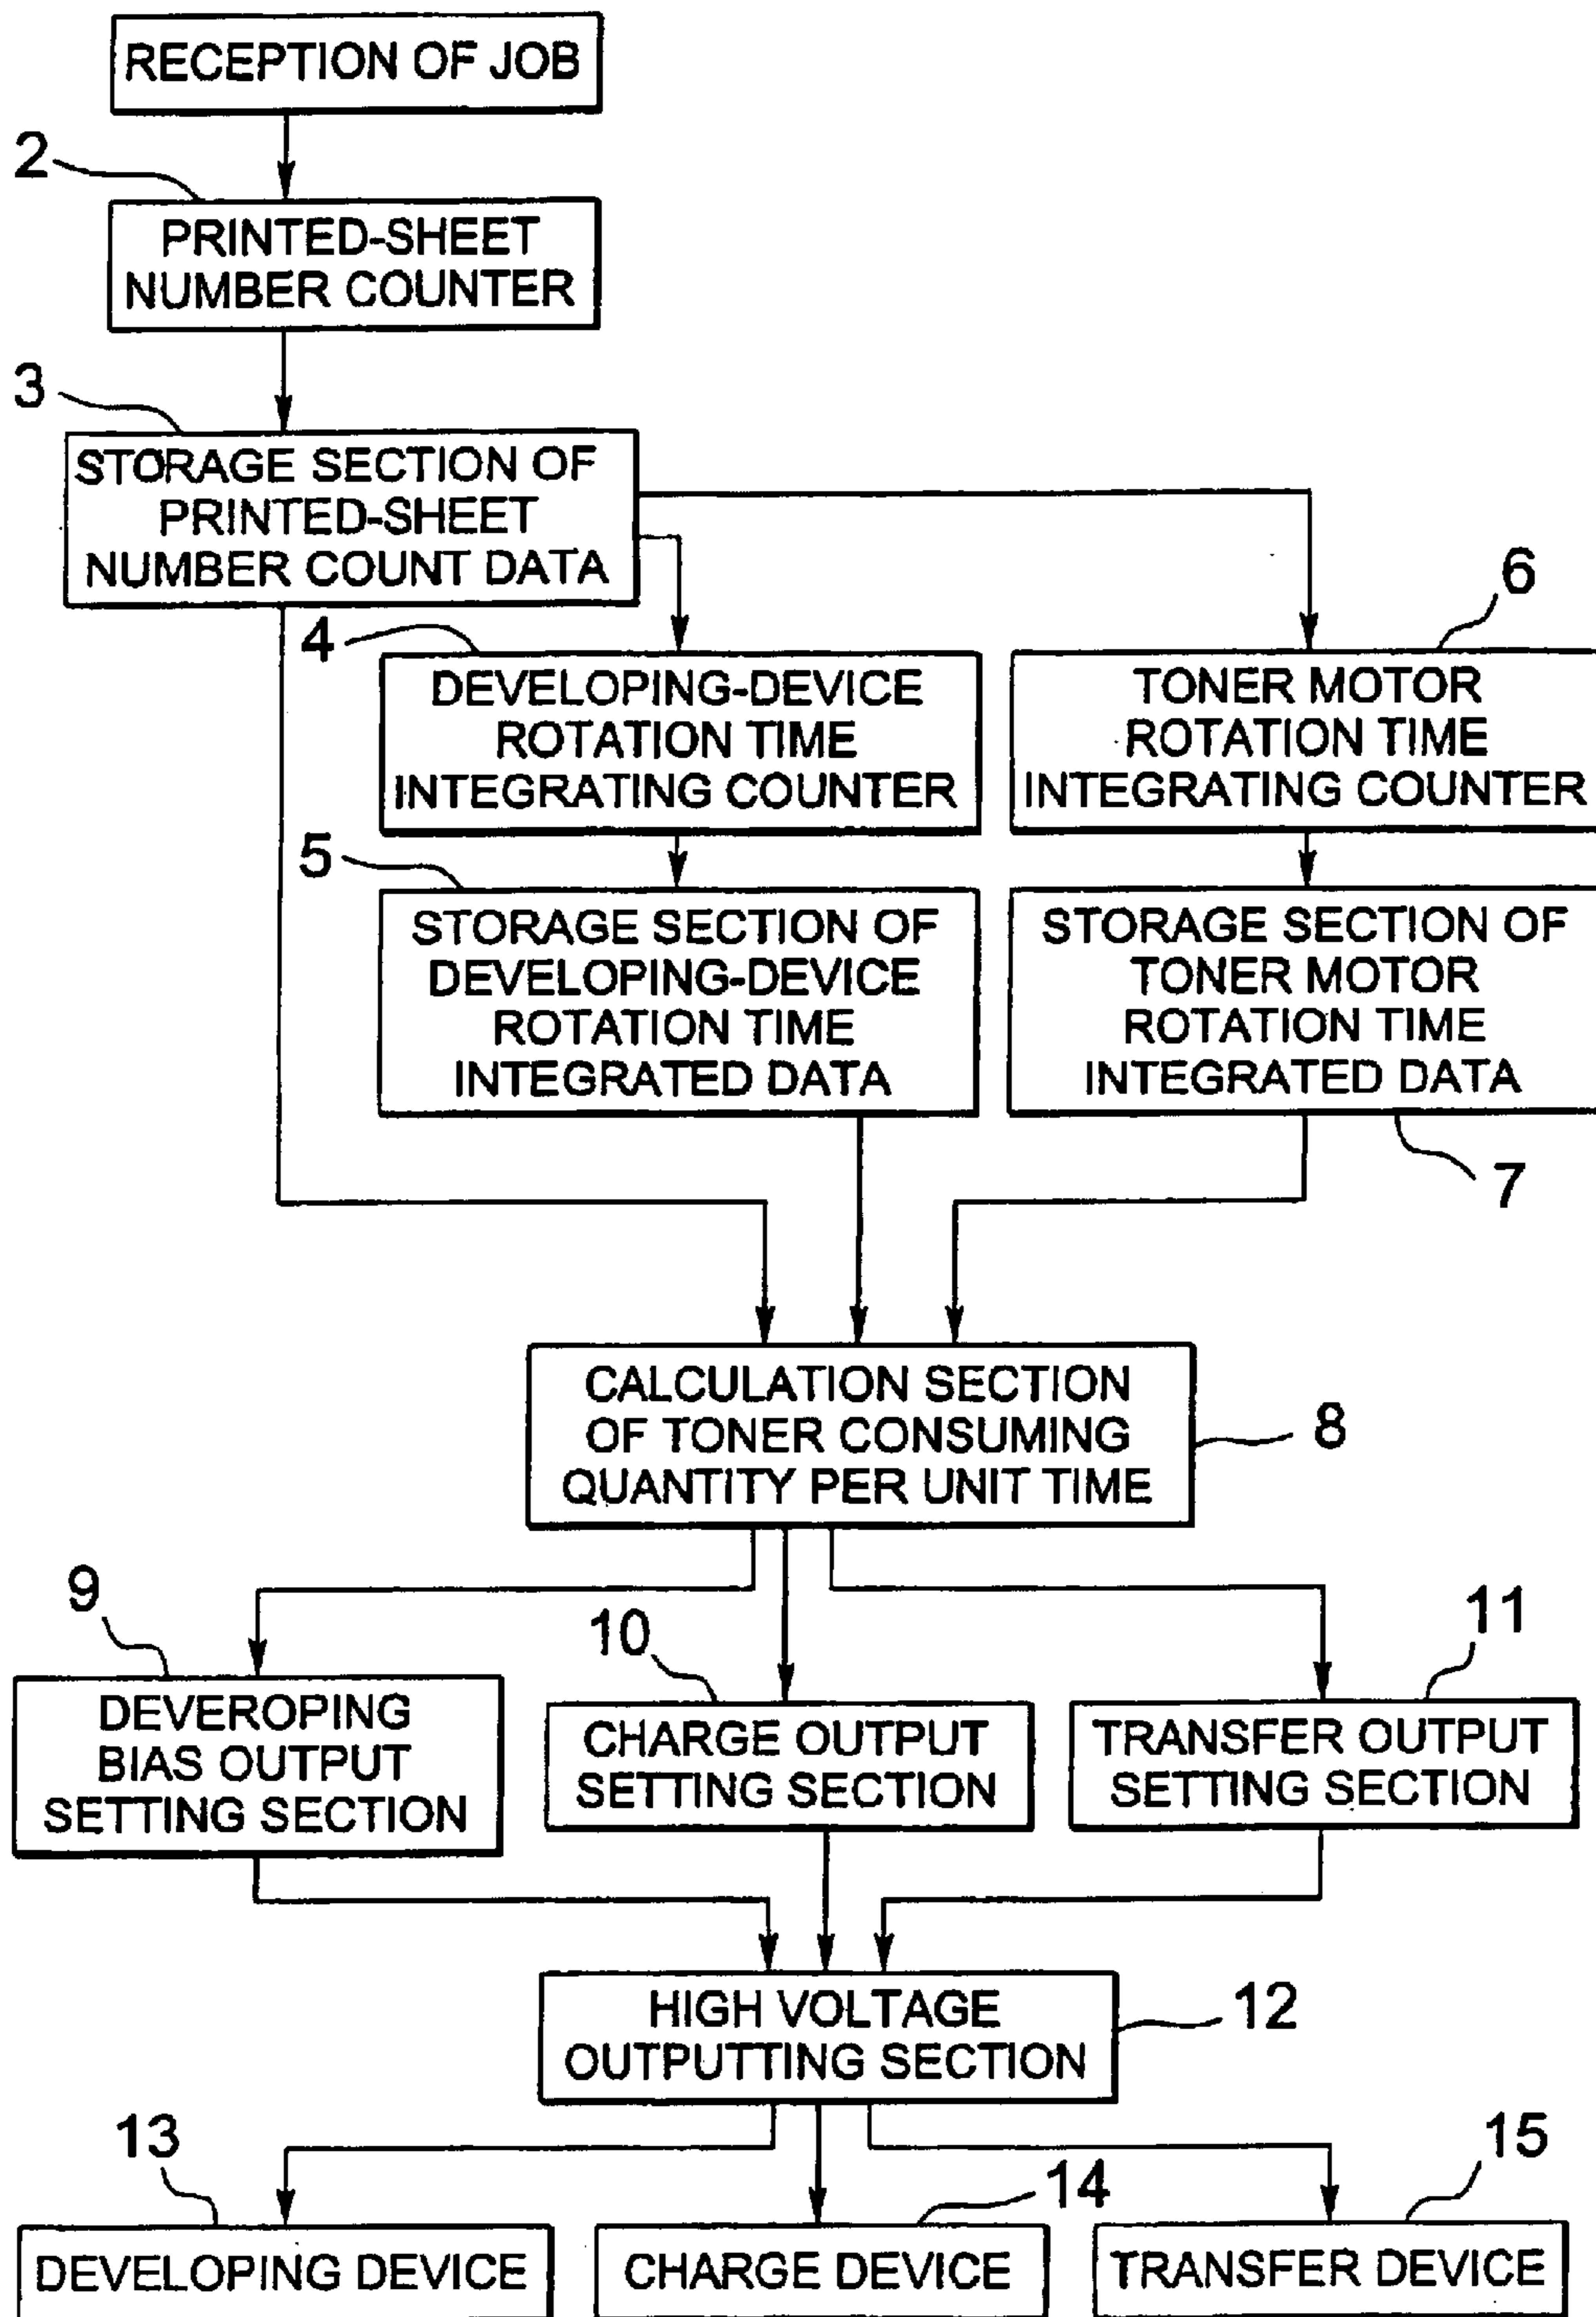 RECEPTION OF JOB
2
PRINTED-SHEET
NUMBER COUNTER
3
STORAGE SECTION OF
PRINTED-SHEET
NUMBER COUNT DATA
4
DEVELOPING-DEVICE
ROTATION TIME
INTEGRATING COUNTER
6
TONER MOTOR
ROTATION TIME
INTEGRATING COUNTER
5
STORAGE SECTION OF
DEVELOPING-DEVICE
ROTATION TIME
INTEGRATED DATA
STORAGE SECTION OF
TONER MOTOR
ROTATION TIME
INTEGRATED DATA
7
CALCULATION SECTION
OF TONER CONSUMING
QUANTITY PER UNIT TIME
8
9
DEVEROPING
BIAS OUTPUT
SETTING SECTION
10
CHARGE OUTPUT
SETTING SECTION
11
TRANSFER OUTPUT
SETTING SECTION
HIGH VOLTAGE
OUTPUTTING SECTION
12
13
DEVELOPING DEVICE
14
CHARGE DEVICE
15
TRANSFER DEVICE